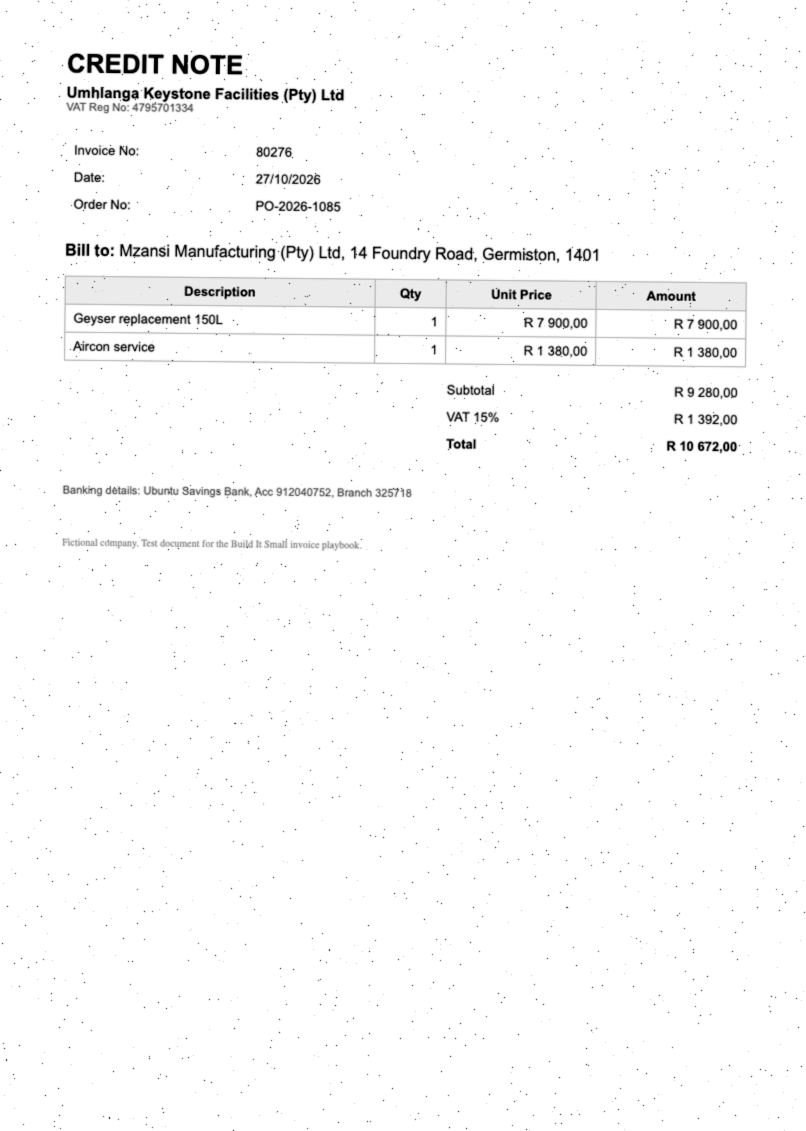 CREDIT NOTE
Umhlanga Keystone Facilities (Pty) Ltd
VAT Reg No: 4795701334
Invoice No: 80276
Date: 27/10/2026
Order No: PO-2026-1085
Bill to: Mzansi Manufacturing (Pty) Ltd, 14 Foundry Road, Germiston, 1401
Description Qty Unit Price Amount
Geyser replacement 150L 1 R 7 900,00 R 7 900,00
Aircon service 1 R 1 380,00 R 1 380,00
Subtotal R 9 280,00
VAT 15% R 1 392,00
Total R 10 672,00
Banking details: Ubuntu Savings Bank, Acc 912040752, Branch 325718
Fictional company. Test document for the Build It Small invoice playbook.